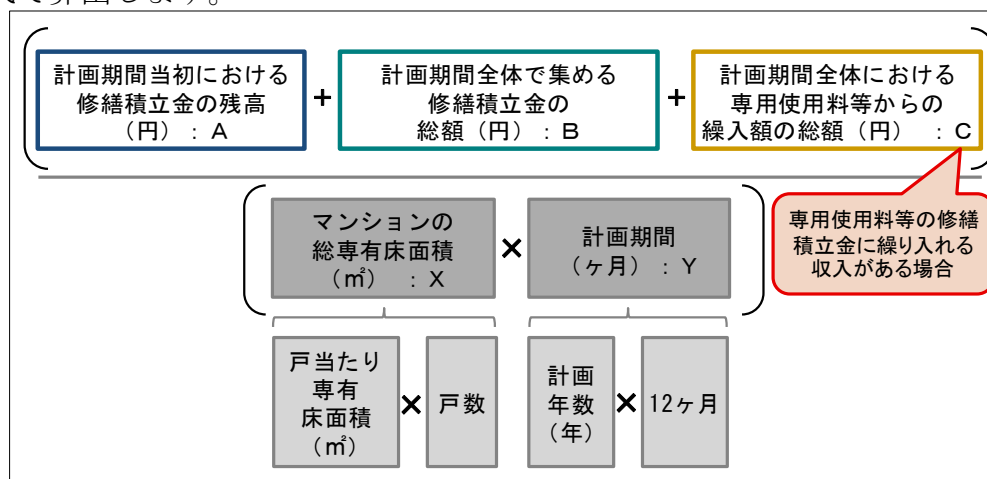 計画期間当初における
修繕積立金の残高
（円）：A
+
計画期間全体で集める
修繕積立金の
総額（円）：B
+
計画期間全体における
専用使用料等からの
繰入額の総額（円）：C
マンションの
総専有床面積
（㎡）：X
×
計画期間
（ヶ月）：Y
専用使用料等の修繕
積立金に繰り入れる
収入がある場合
戸当たり
専有
床面積
（㎡）
×
戸数
計画
年数
（年）
×
12ヶ月